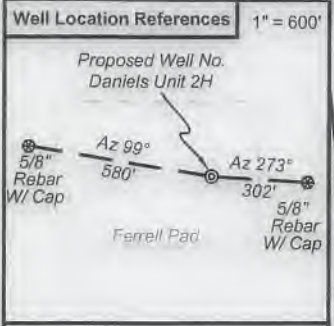 Well Location References
1" = 600'
Proposed Well No.
Daniels Unit 2H
Az 99°
580'
Az 273°
302'
5/8"
Rebar
W/ Cap
5/8"
Rebar
W/ Cap
Ferrell Pad